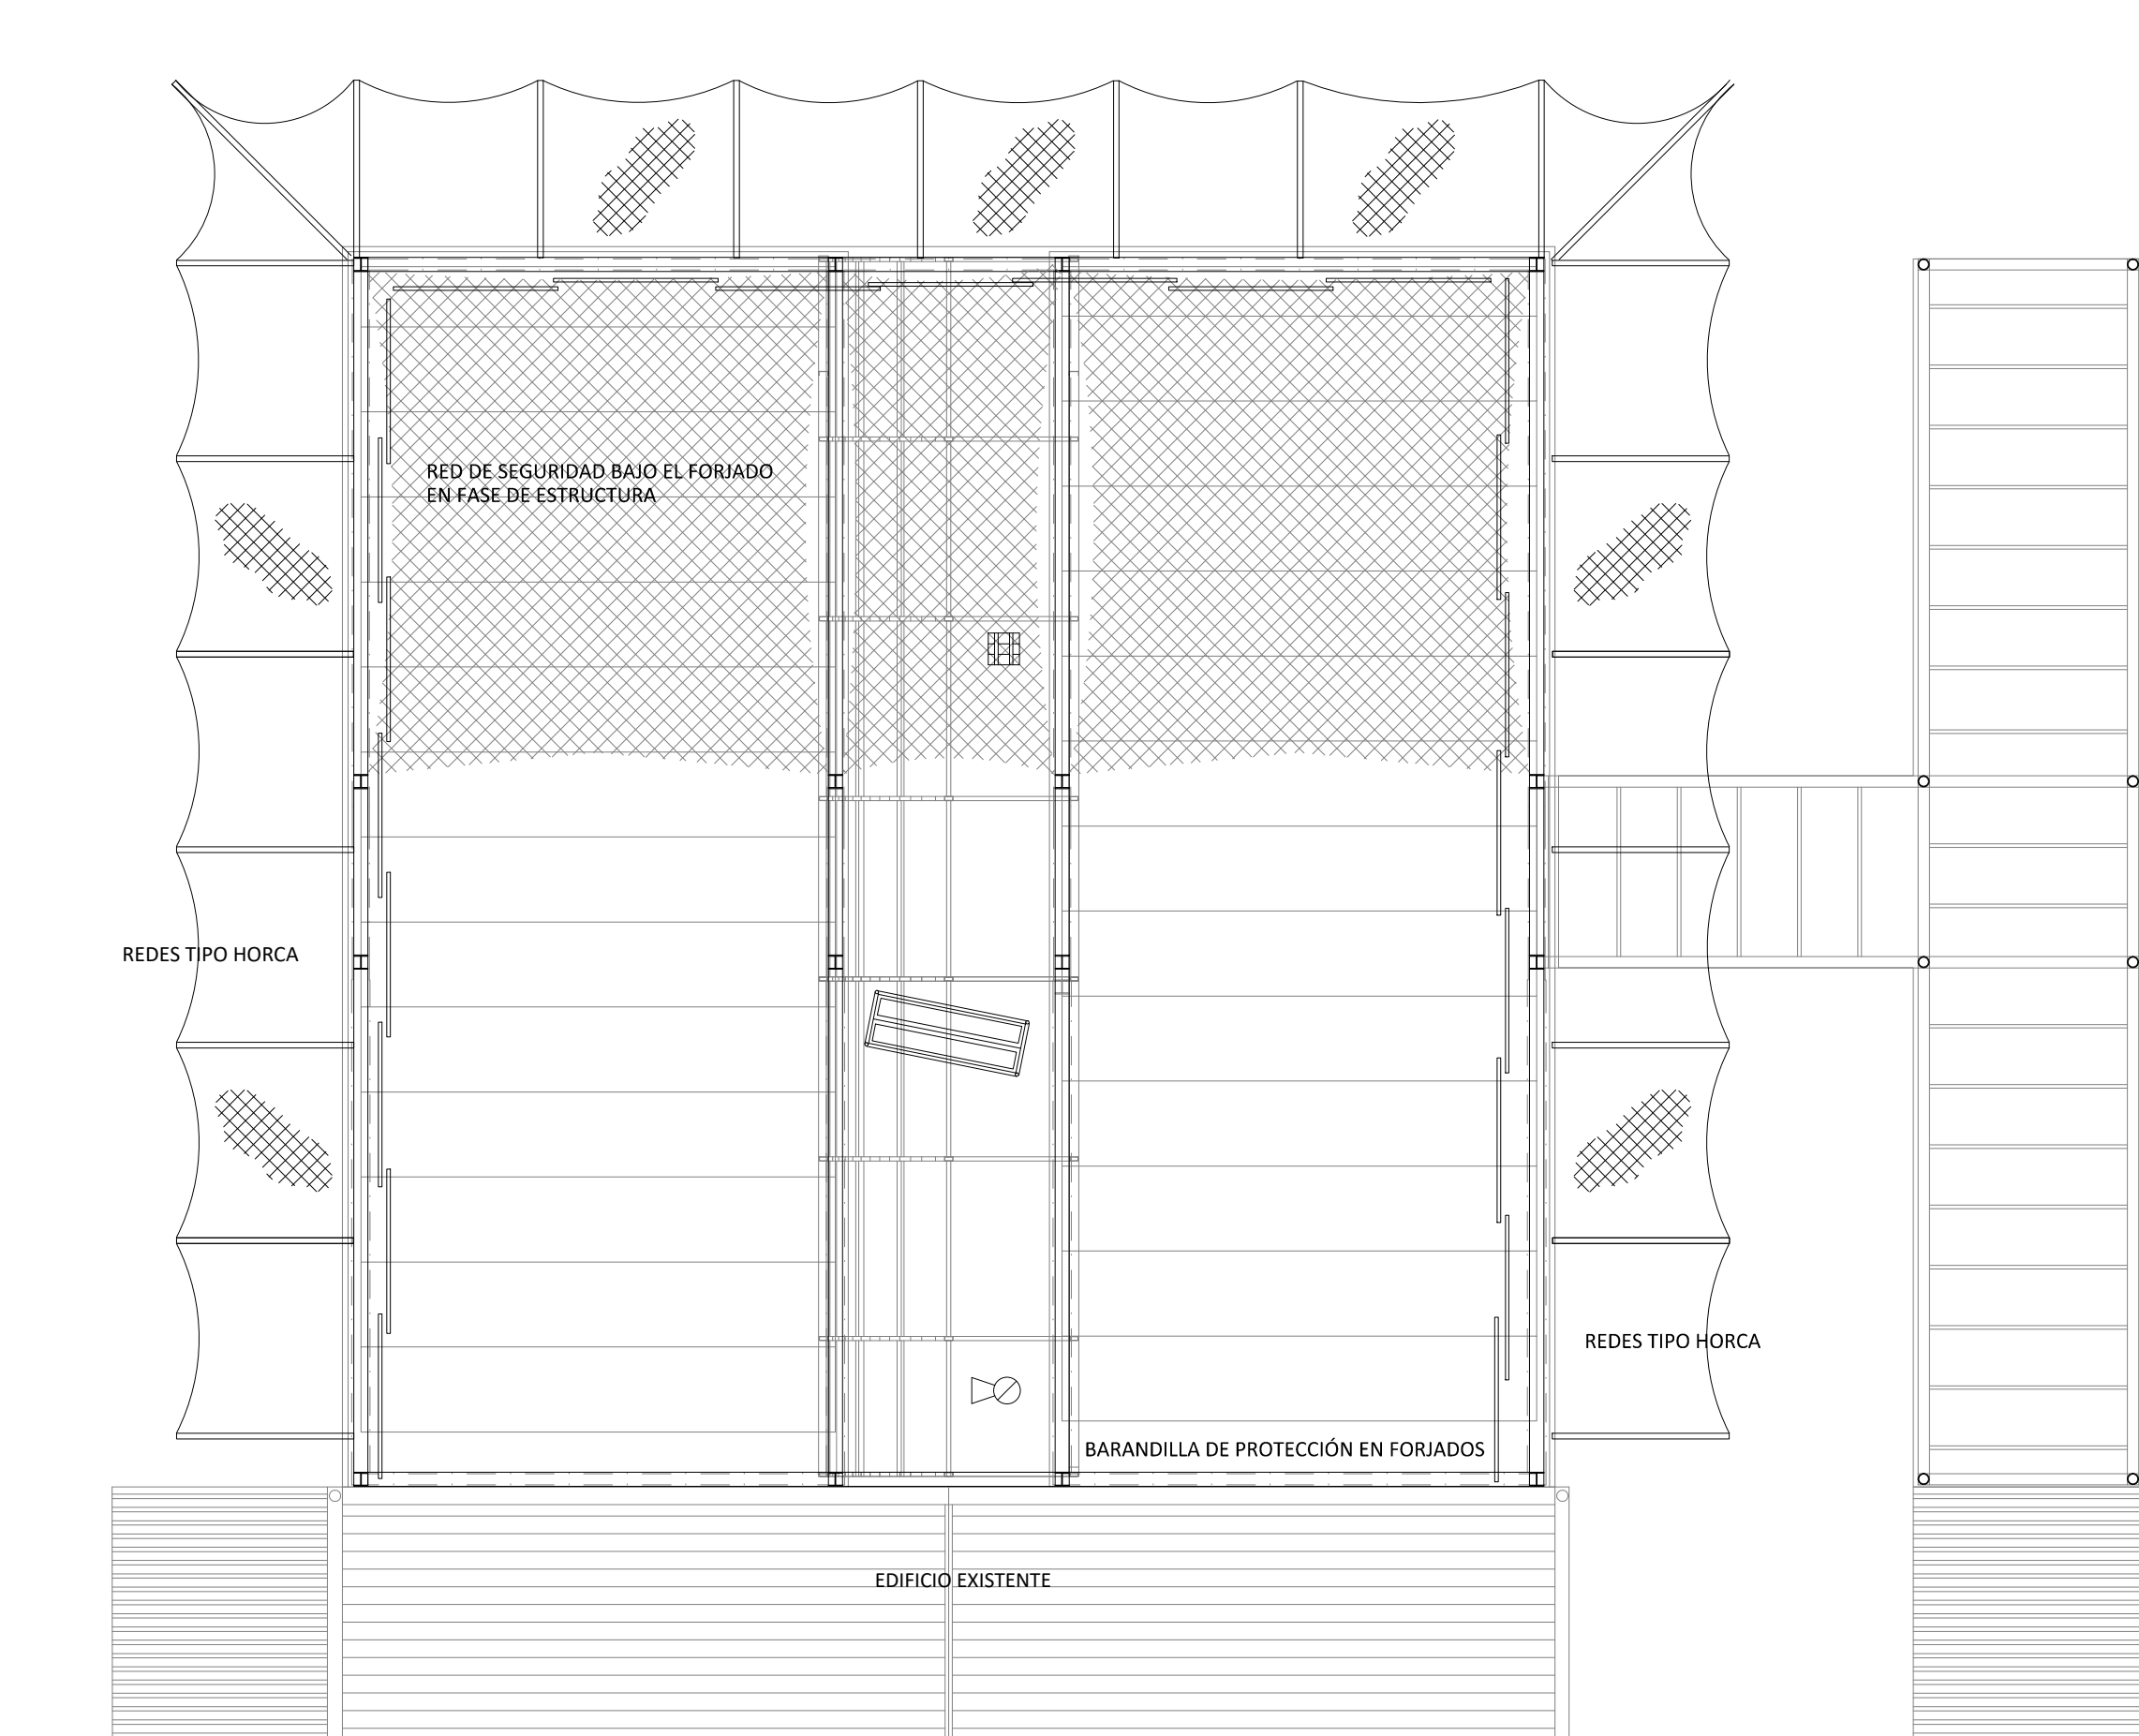 RED DE SEGURIDAD BAJO EL FORJADO
EN FASE DE ESTRUCTURA
REDES TIPO HORCA
REDES TIPO HORCA
BARANDILLA DE PROTECCIÓN EN FORJADOS
EDIFICIO EXISTENTE